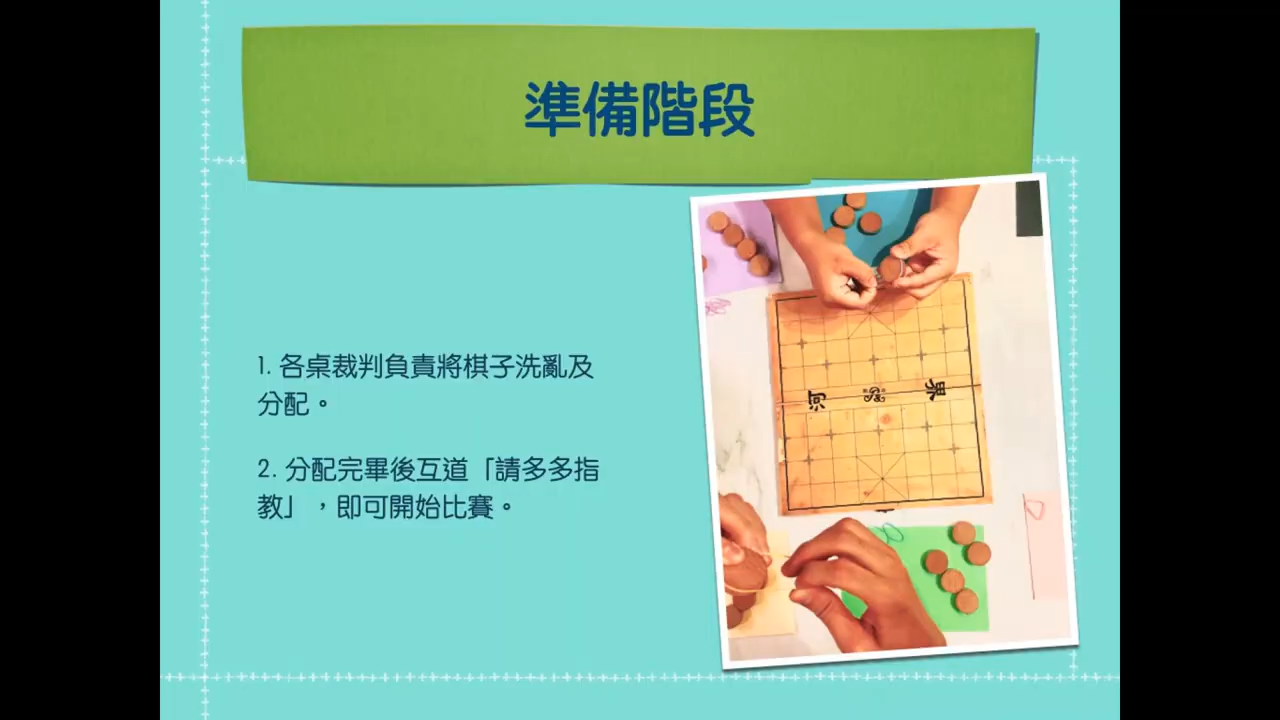 準備階段
1. 各桌裁判負責將棋子洗亂及
分配。
2. 分配完畢後互道「請多多指
教」，即可開始比賽。
河 界